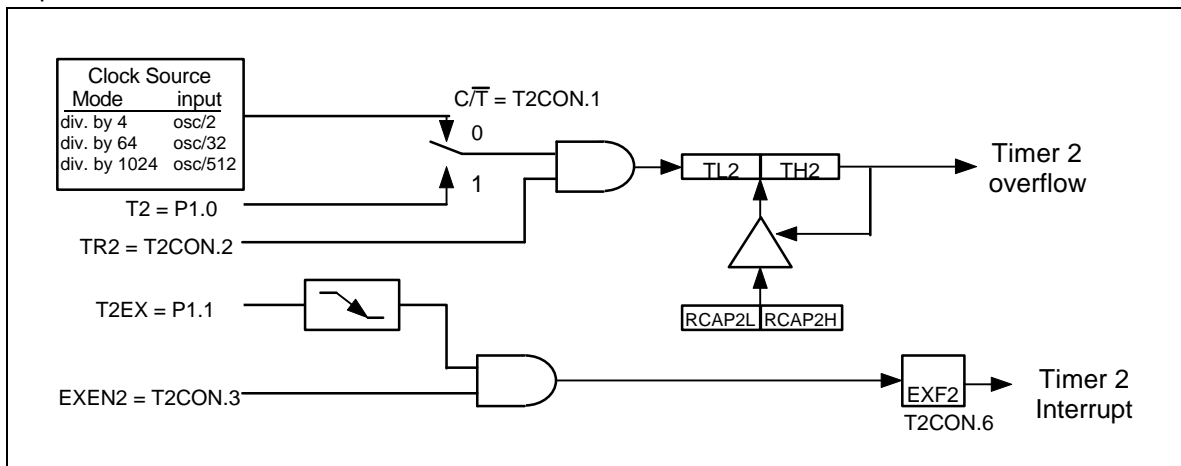 Clock Source
Mode input
div. by 4 osc/2
div. by 64 osc/32
div. by 1024 osc/512
C/T̅ = T2CON.1
0
1
T2 = P1.0
TR2 = T2CON.2
TL2 TH2
Timer 2
overflow
T2EX = P1.1
RCAP2L RCAP2H
EXEN2 = T2CON.3
EXF2
T2CON.6
Timer 2
Interrupt